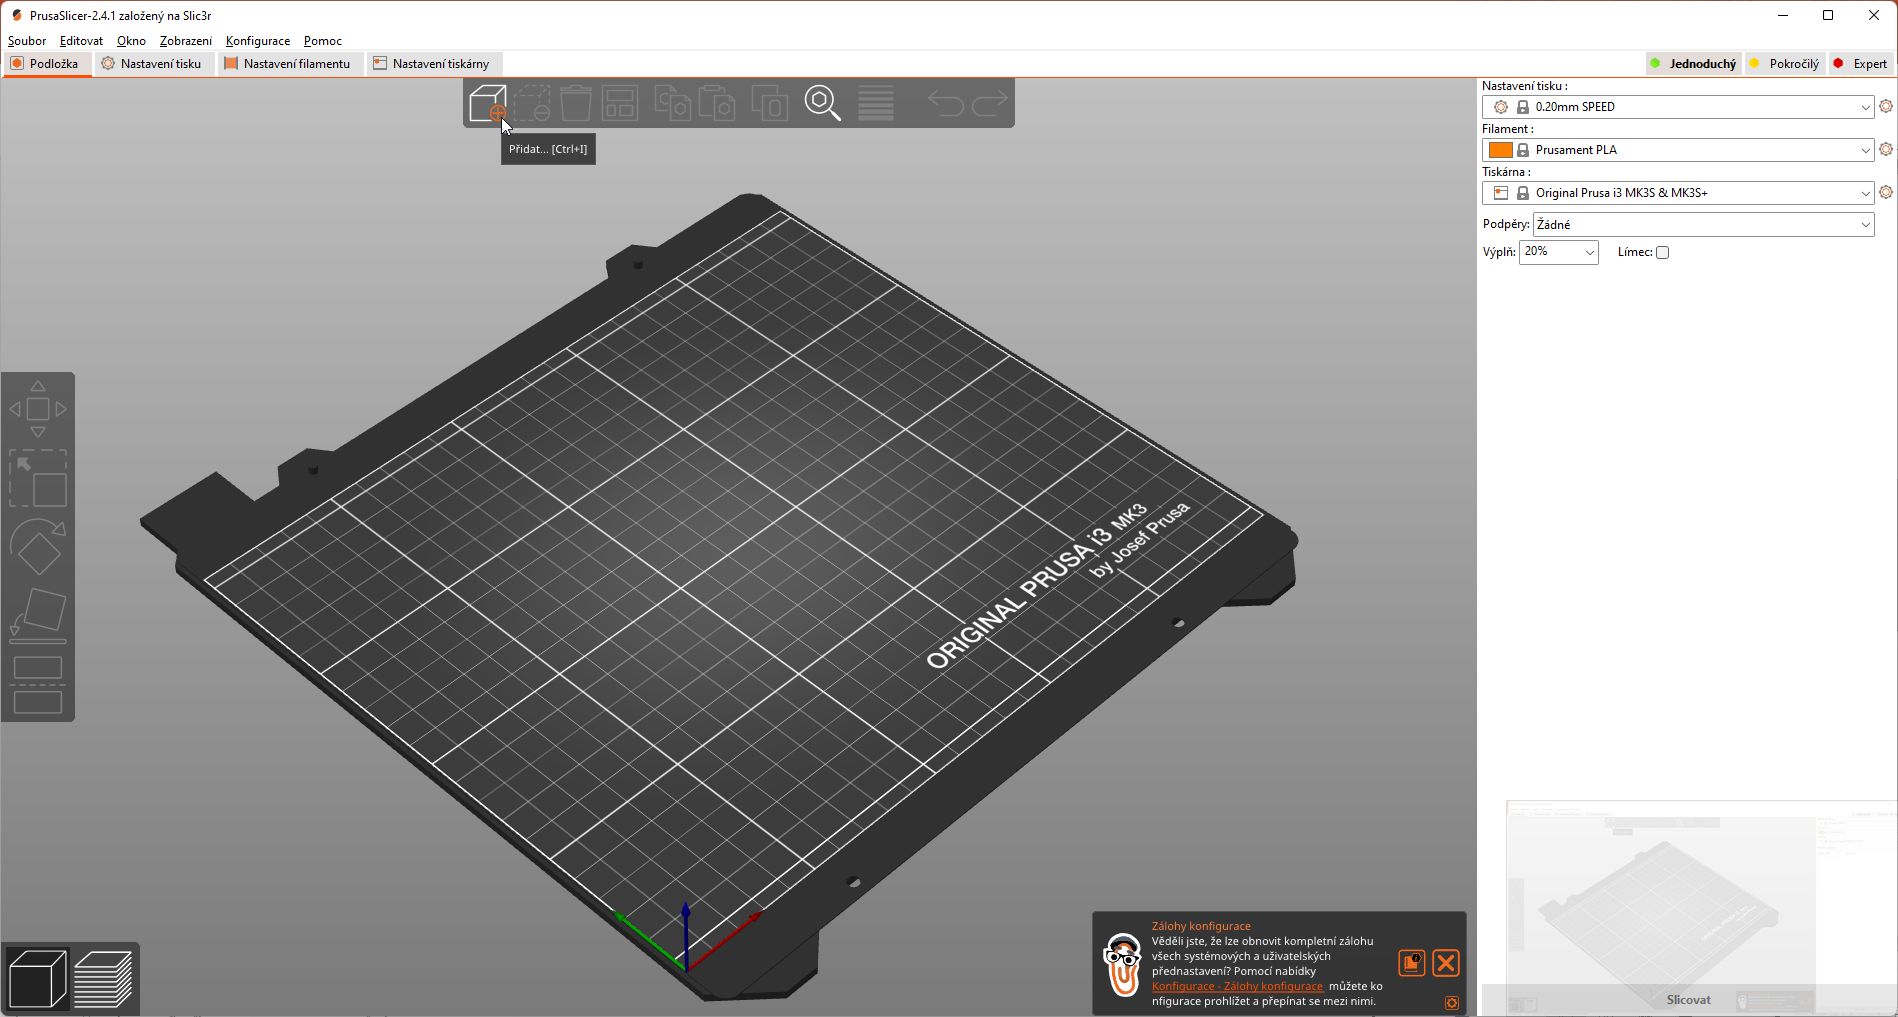 PrusaSlicer-2.4.1 založený na Slic3r
Soubor Editovat Okno Zobrazení Konfigurace Pomoc
Podložka Nastavení tisku Nastavení filamentu Nastavení tiskárny
Jednoduchý Pokročilý Expert
Přidat... [Ctrl+I]
Nastavení tisku :
0.20mm SPEED
Filament :
Prusament PLA
Tiskárna :
Original Prusa i3 MK3S & MK3S+
Podpěry: Žádné
Výplň: 20% Límec:
ORIGINAL PRUSA i3 MK3
by Josef Prusa
Zálohy konfigurace
Věděli jste, že lze obnovit kompletní zálohu
všech systémových a uživatelských
přednastavení? Pomocí nabídky
Konfigurace - Zálohy konfigurace můžete ko
nfigurace prohlížet a přepínat se mezi nimi.
Slicovat